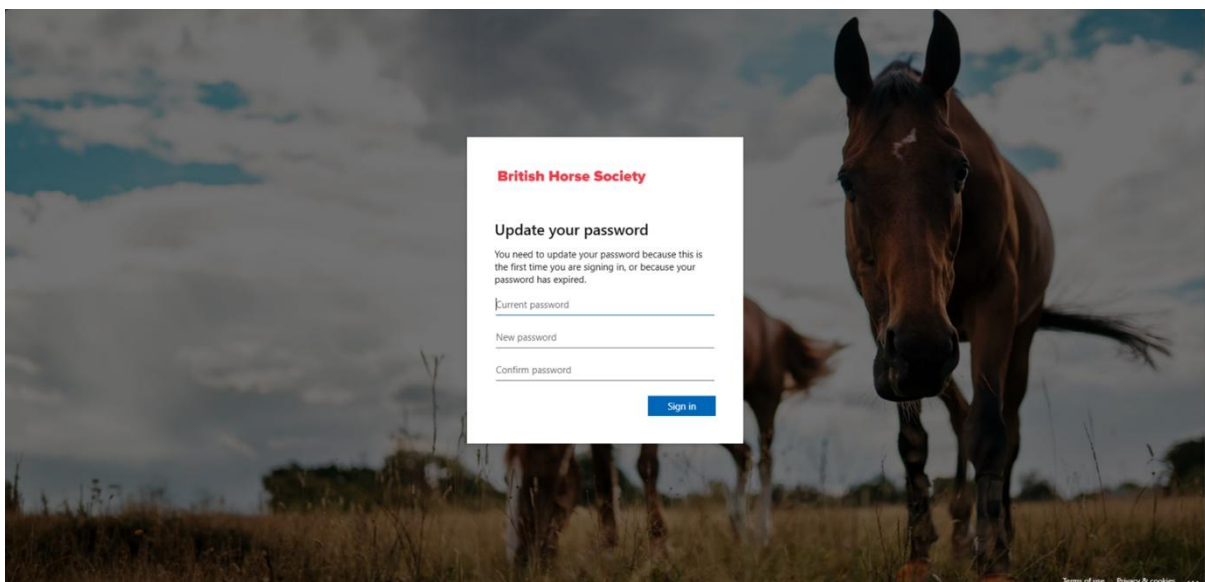 British Horse Society
Update your password
You need to update your password because this is
the first time you are signing in, or because your
password has expired.
Current password
New password
Confirm password
Sign in
Terms of use Privacy & cookies ...